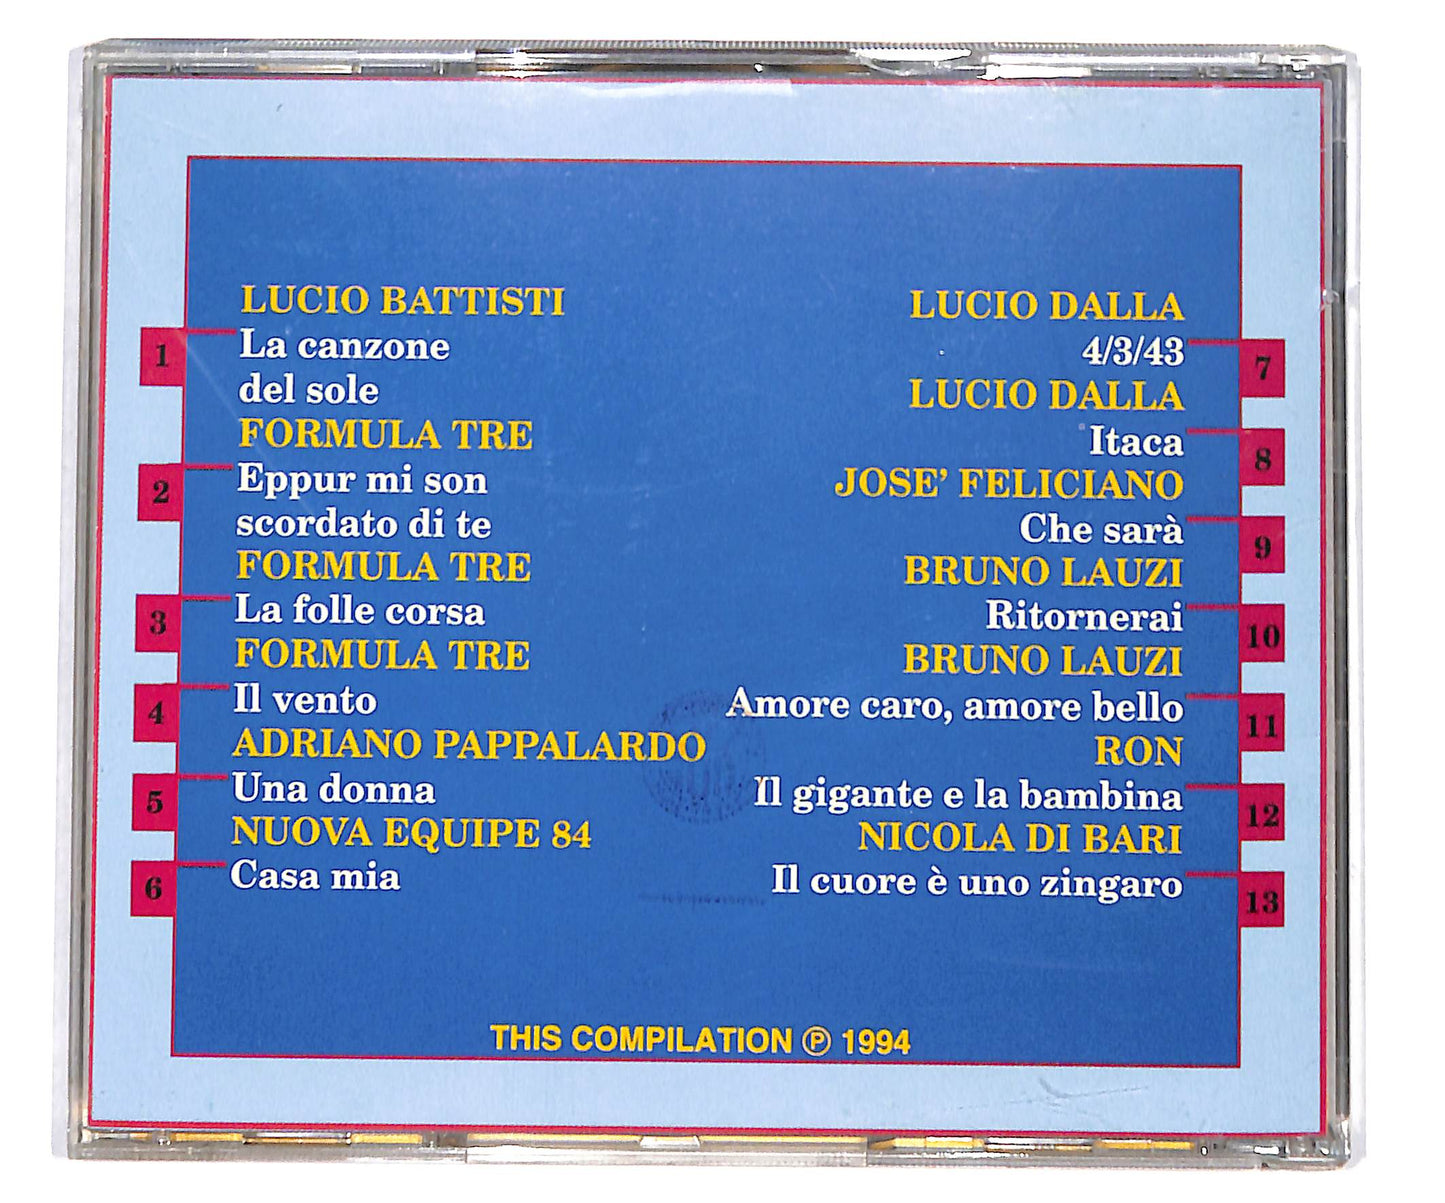 LUCIO BATTISTI
1 La canzone
del sole
FORMULA TRE
2 Eppur mi son
scordato di te
FORMULA TRE
3 La folle corsa
FORMULA TRE
4 Il vento
ADRIANO PAPPALARDO
5 Una donna
NUOVA EQUIPE 84
6 Casa mia
LUCIO DALLA
4/3/43 7
LUCIO DALLA
Itaca 8
JOSE' FELICIANO
Che sarà 9
BRUNO LAUZI
Ritornerai 10
BRUNO LAUZI
Amore caro, amore bello 11
RON
Il gigante e la bambina 12
NICOLA DI BARI
Il cuore è uno zingaro 13
THIS COMPILATION ℗ 1994